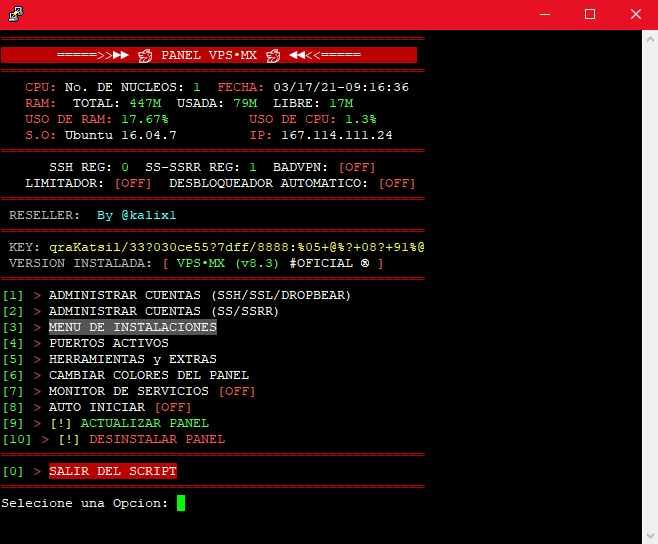 =====>>►► 🐲 PANEL VPS•MX 🐲 ◄◄<<=====
CPU: No. DE NUCLEOS: 1 FECHA: 03/17/21-09:16:36
RAM: TOTAL: 447M USADA: 79M LIBRE: 17M
USO DE RAM: 17.67% USO DE CPU: 1.3%
S.O: Ubuntu 16.04.7 IP: 167.114.111.24
SSH REG: 0 SS-SSRR REG: 1 BADVPN: [OFF]
LIMITADOR: [OFF] DESBLOQUEADOR AUTOMATICO: [OFF]
RESELLER: By @kalix1
KEY: qraKatsil/33?030ce55?7dff/8888:%05+@%?+08?+91%@
VERSION INSTALADA: [ VPS•MX (v8.3) #OFICIAL ® ]
[1] > ADMINISTRAR CUENTAS (SSH/SSL/DROPBEAR)
[2] > ADMINISTRAR CUENTAS (SS/SSRR)
[3] > MENU DE INSTALACIONES
[4] > PUERTOS ACTIVOS
[5] > HERRAMIENTAS y EXTRAS
[6] > CAMBIAR COLORES DEL PANEL
[7] > MONITOR DE SERVICIOS [OFF]
[8] > AUTO INICIAR [OFF]
[9] > [!] ACTUALIZAR PANEL
[10] > [!] DESINSTALAR PANEL
[0] > SALIR DEL SCRIPT
Selecione una Opcion: